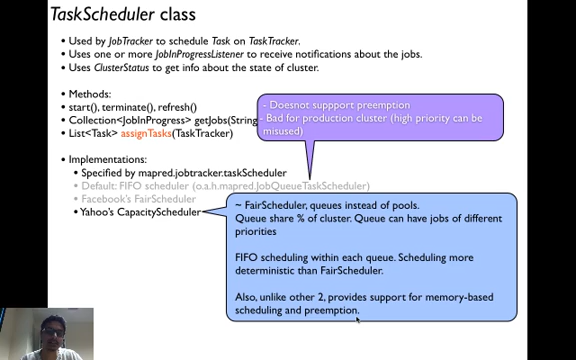 TaskScheduler class
• Used by JobTracker to schedule Task on TaskTracker.
• Uses one or more JobInProgressListener to receive notifications about the jobs.
• Uses ClusterStatus to get info about the state of cluster.
• Methods:
• start(), terminate(), refresh()
• Collection<JobInProgress> getJobs(String
• List<Task> assignTasks(TaskTracker)
- Doesnot suppport preemption
- Bad for production cluster (high priority can be
misused)
• Implementations:
• Specified by mapred.jobtracker.taskScheduler
• Default: FIFO scheduler (o.a.h.mapred.JobQueueTaskScheduler)
• Facebook's FairScheduler
• Yahoo's CapacityScheduler
~ FairScheduler, queues instead of pools.
Queue share % of cluster. Queue can have jobs of different
priorities
FIFO scheduling within each queue. Scheduling more
deterministic than FairScheduler.
Also, unlike other 2, provides support for memory-based
scheduling and preemption.